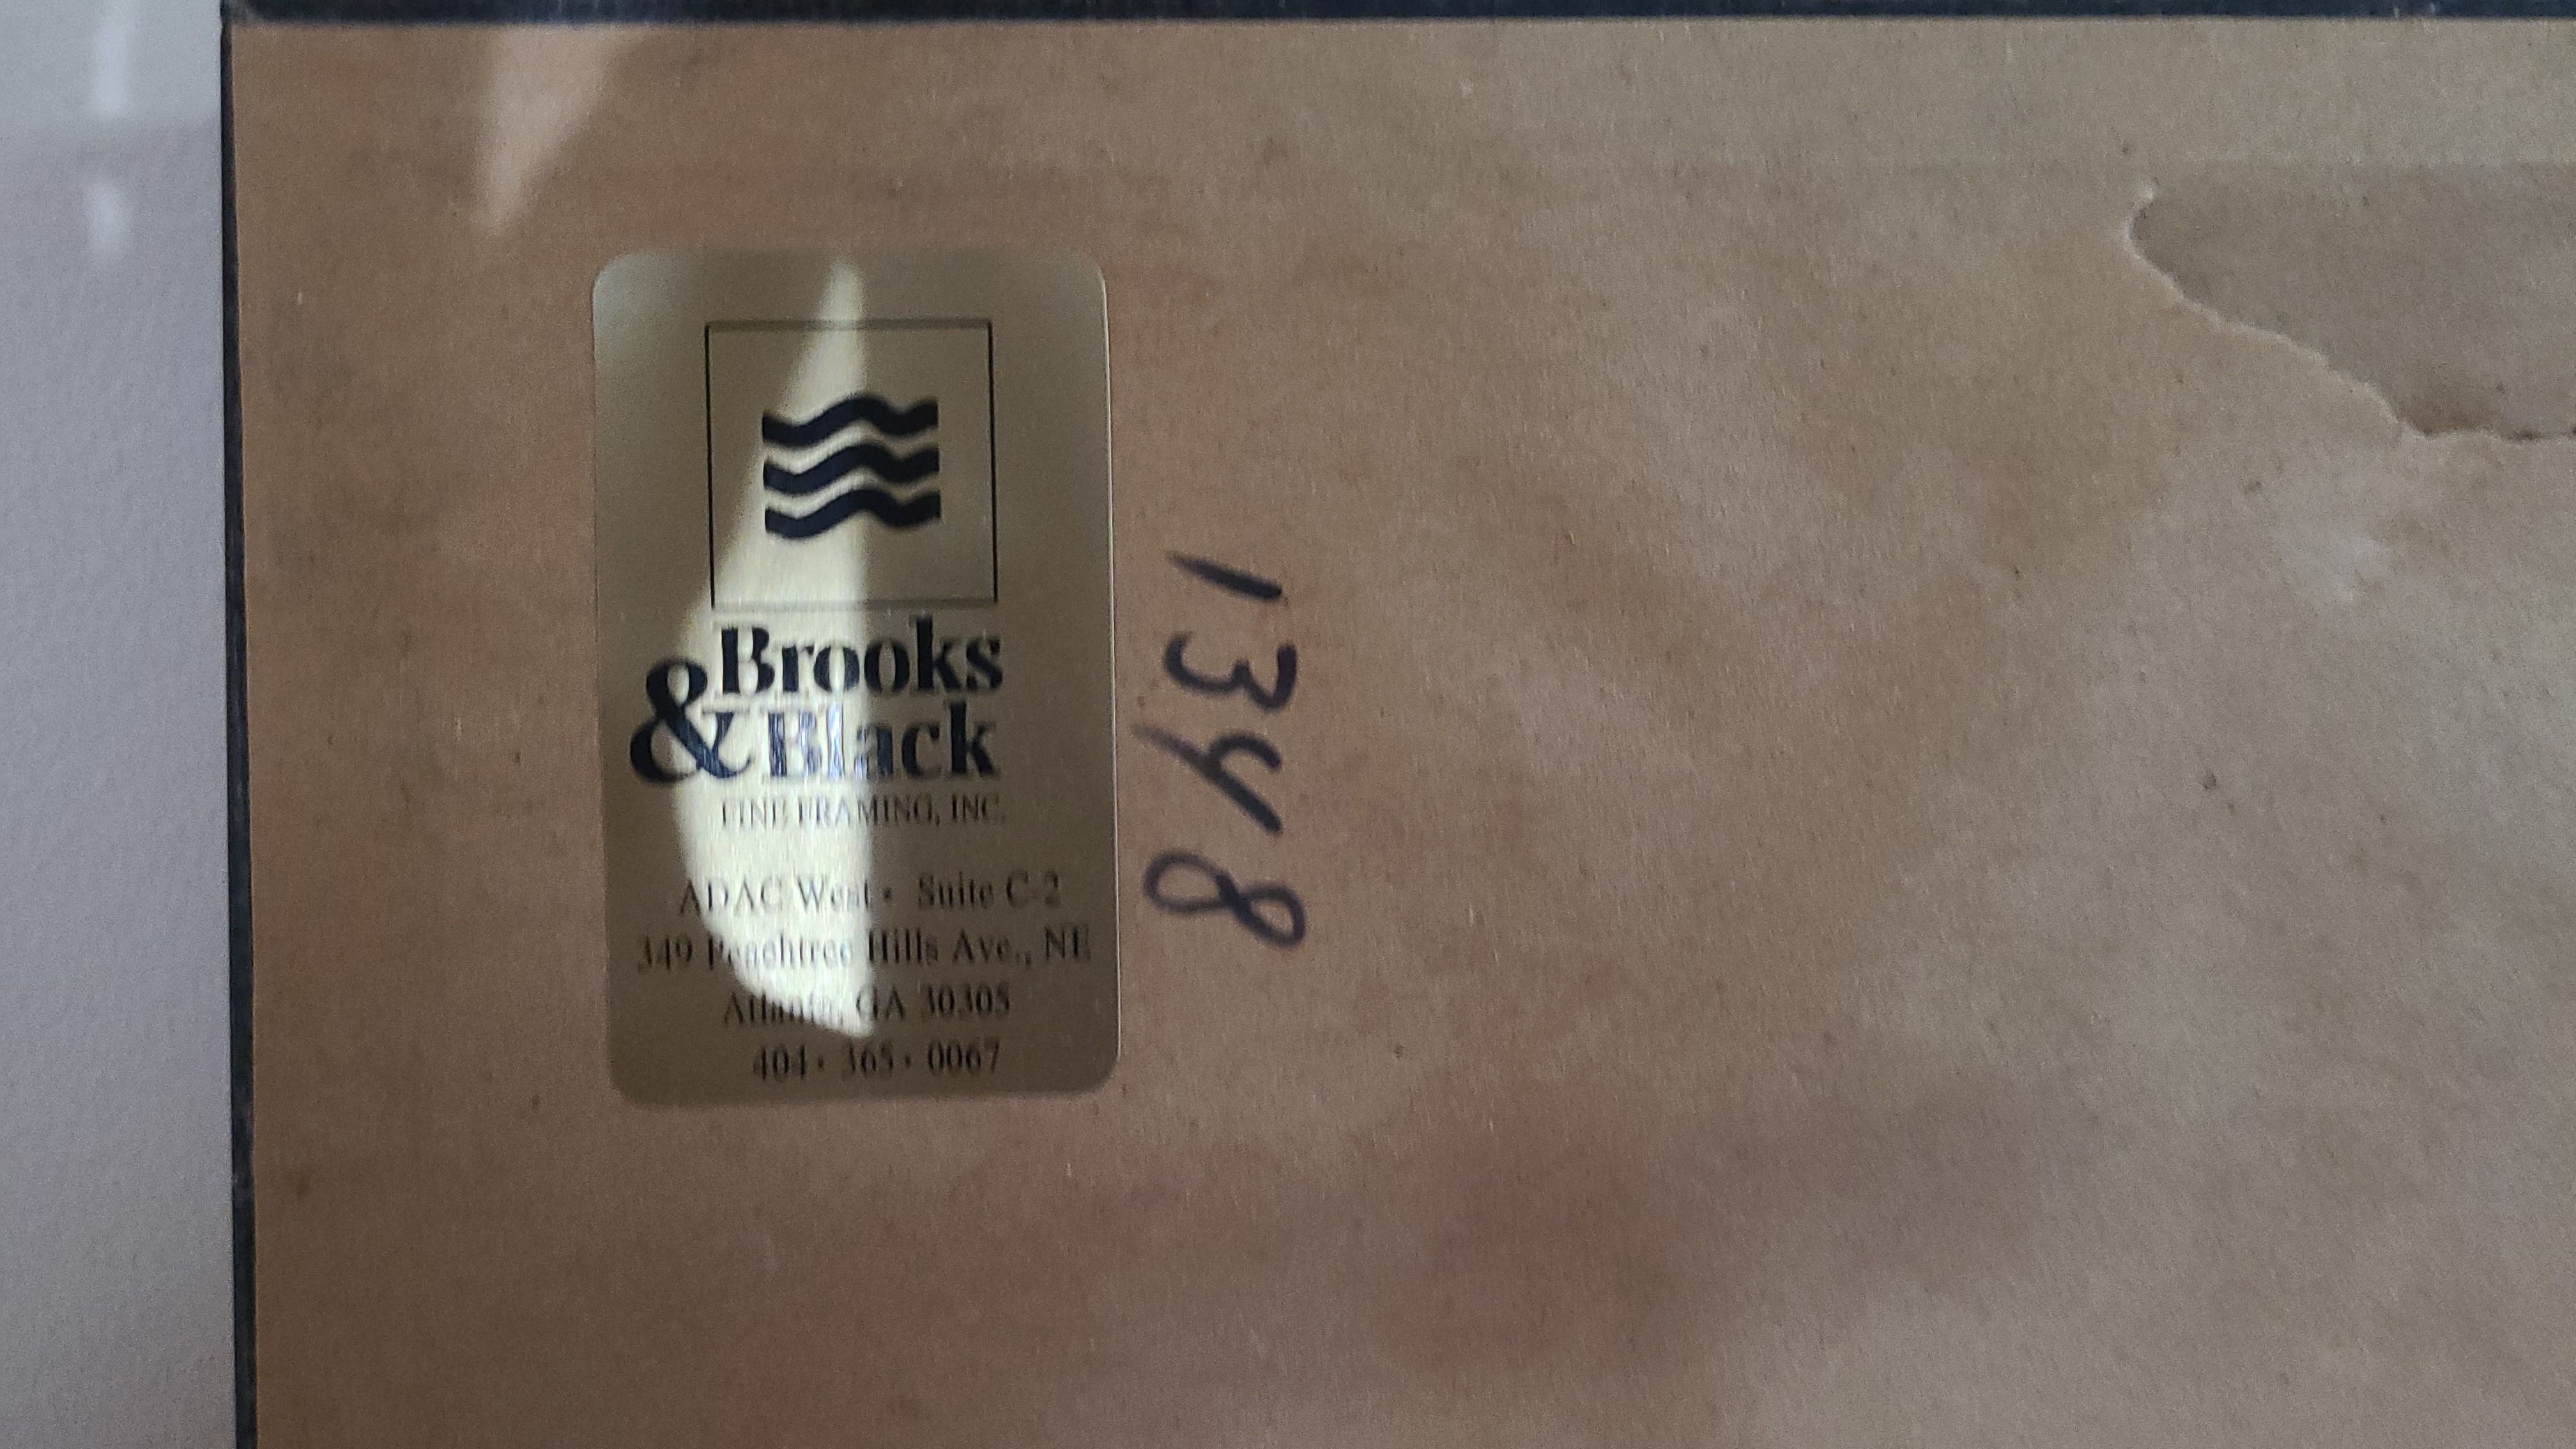 Brooks
& Black
FINE FRAMING, INC.
ADAC West • Suite C-2
349 Peachtree Hills Ave., NE
Atlanta, GA 30305
404 • 365 • 0067
1348